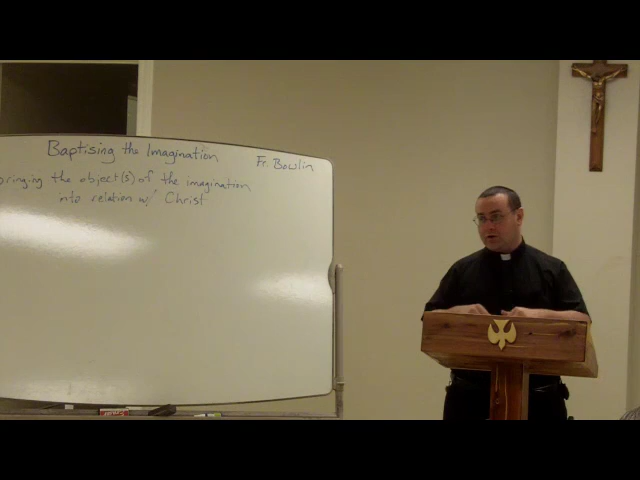 Baptising the Imagination
Fr. Bowlin
bringing the object(s) of the imagination
into relation w/ Christ